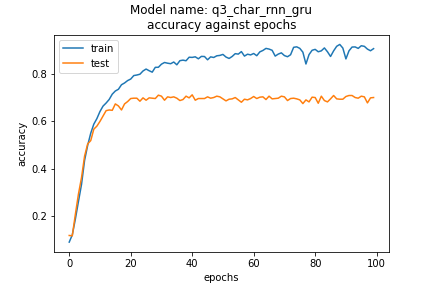 Model name: q3_char_rnn_gru
accuracy against epochs
train
test
0.8
0.6
0.4
0.2
accuracy
0 20 40 60 80 100
epochs